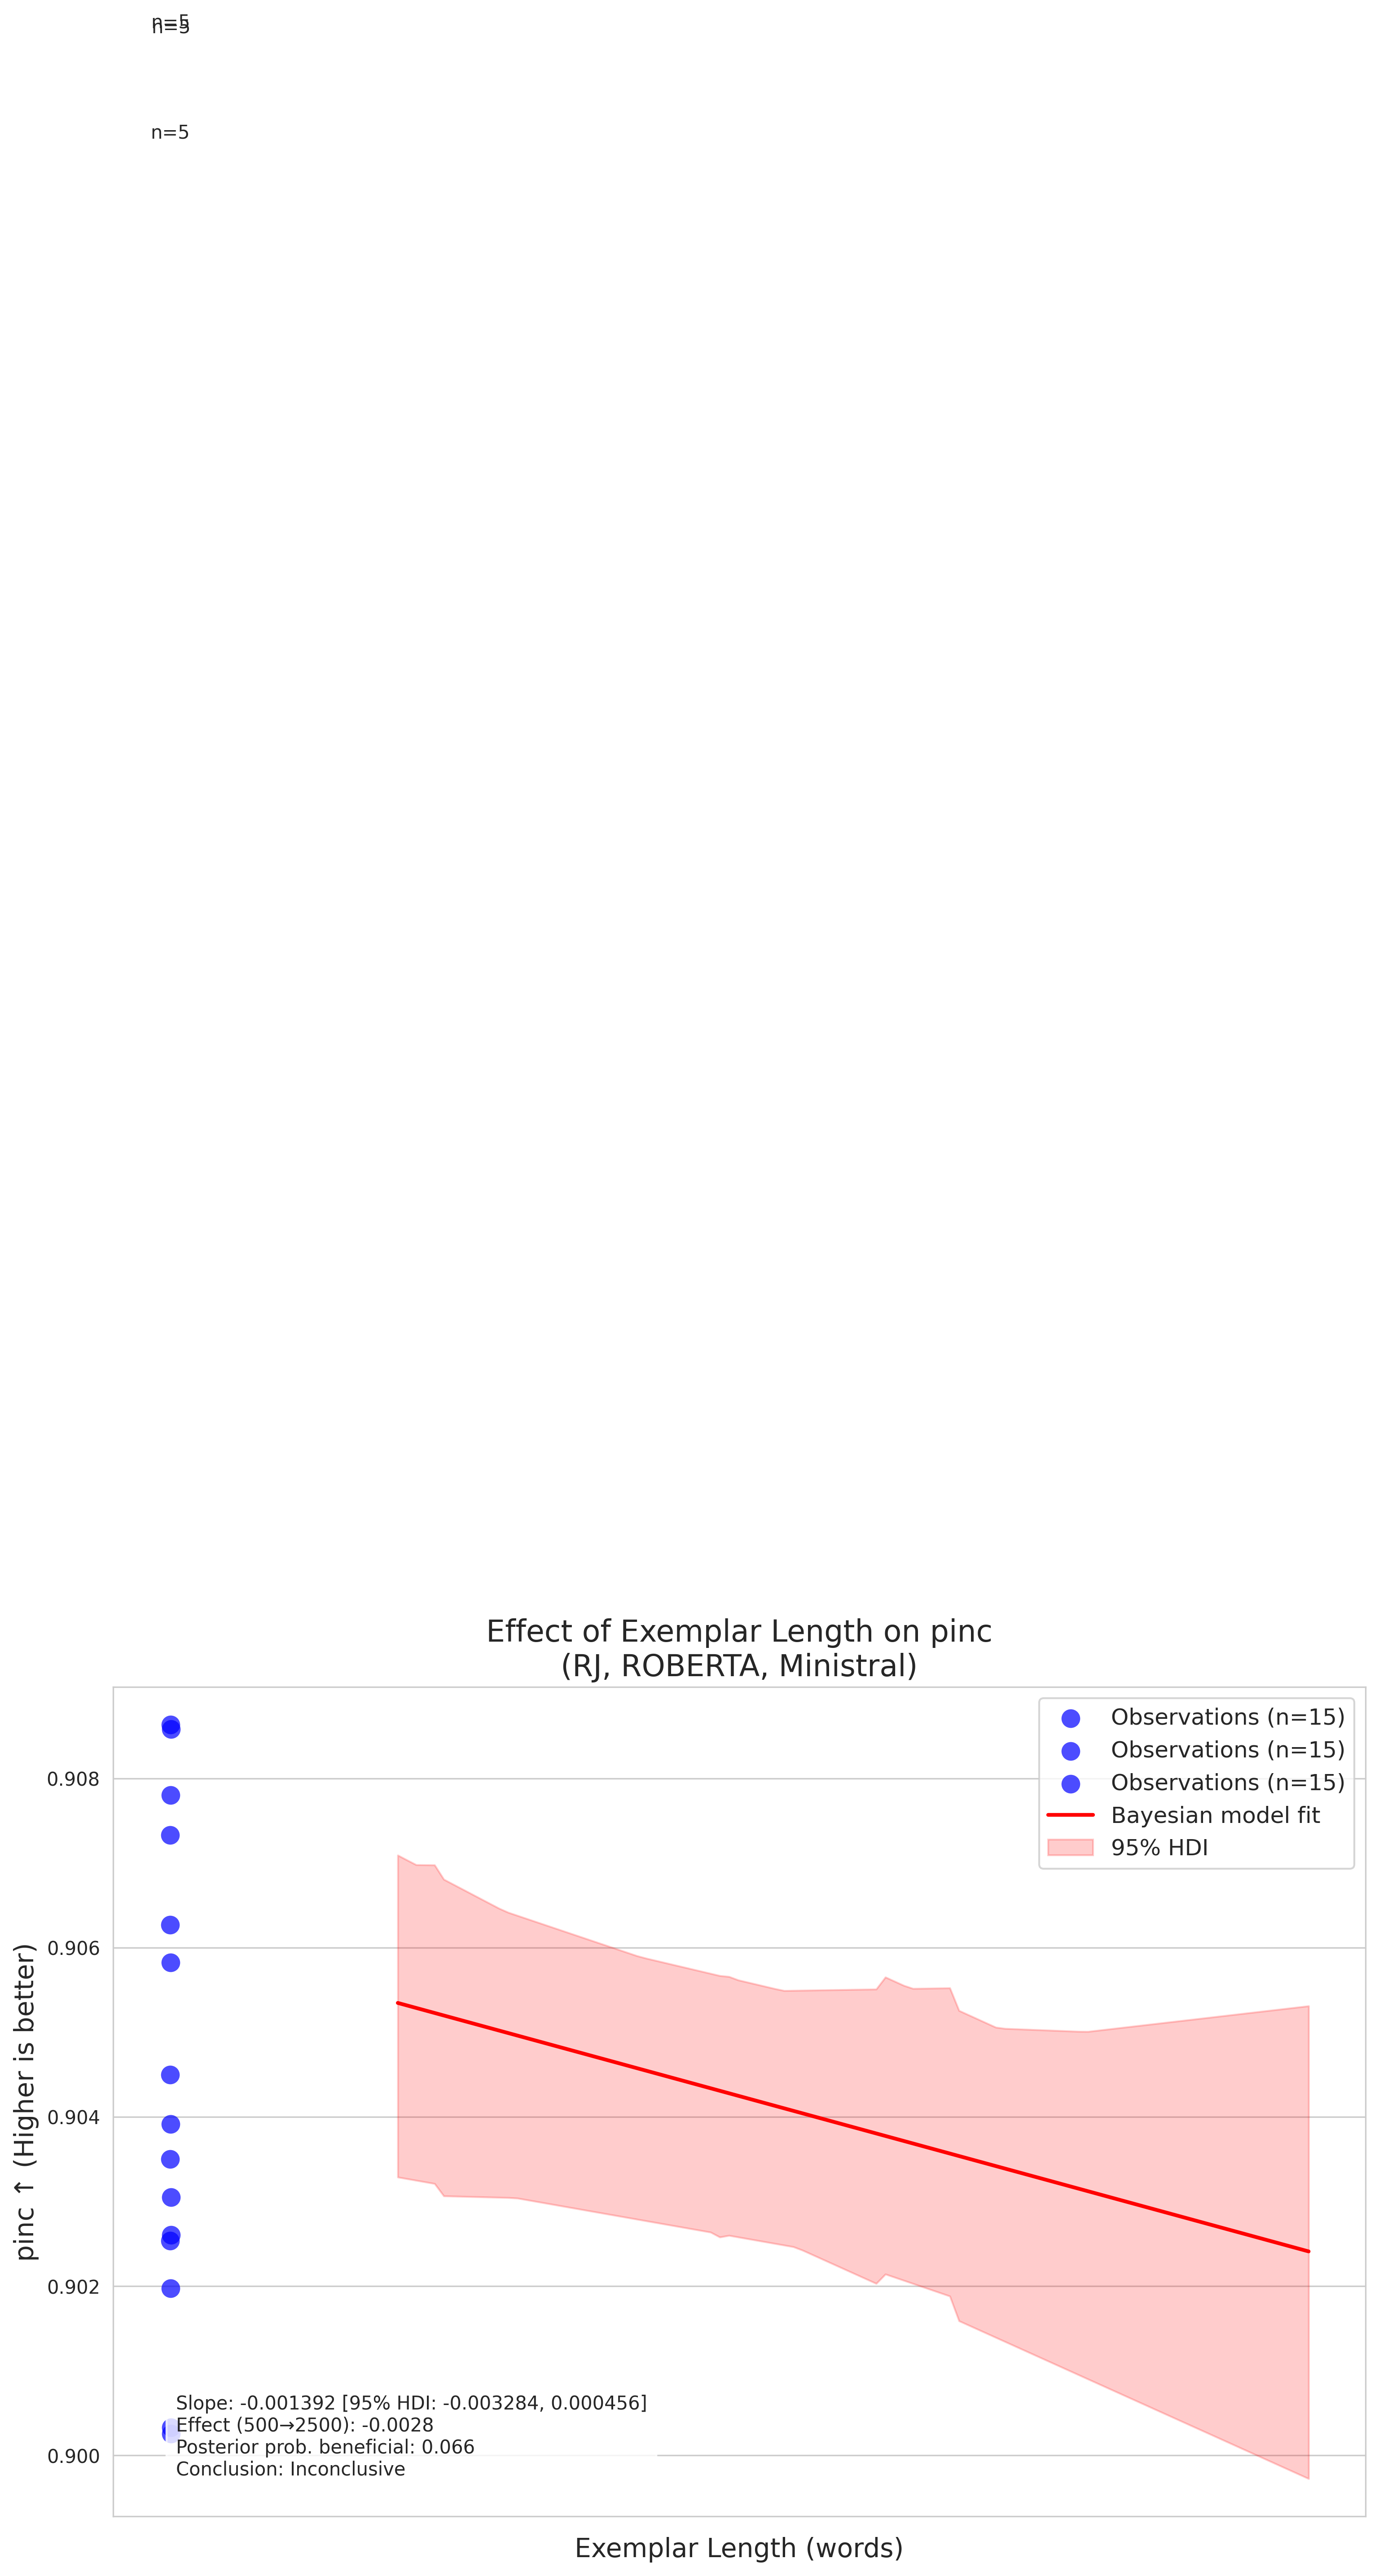 n=5
n=5
n=5
Effect of Exemplar Length on pinc
(RJ, ROBERTA, Ministral)
Observations (n=15)
Observations (n=15)
Observations (n=15)
Bayesian model fit
95% HDI
pinc ↑ (Higher is better)
0.908
0.906
0.904
0.902
0.900
Slope: -0.001392 [95% HDI: -0.003284, 0.000456]
Effect (500→2500): -0.0028
Posterior prob. beneficial: 0.066
Conclusion: Inconclusive
Exemplar Length (words)